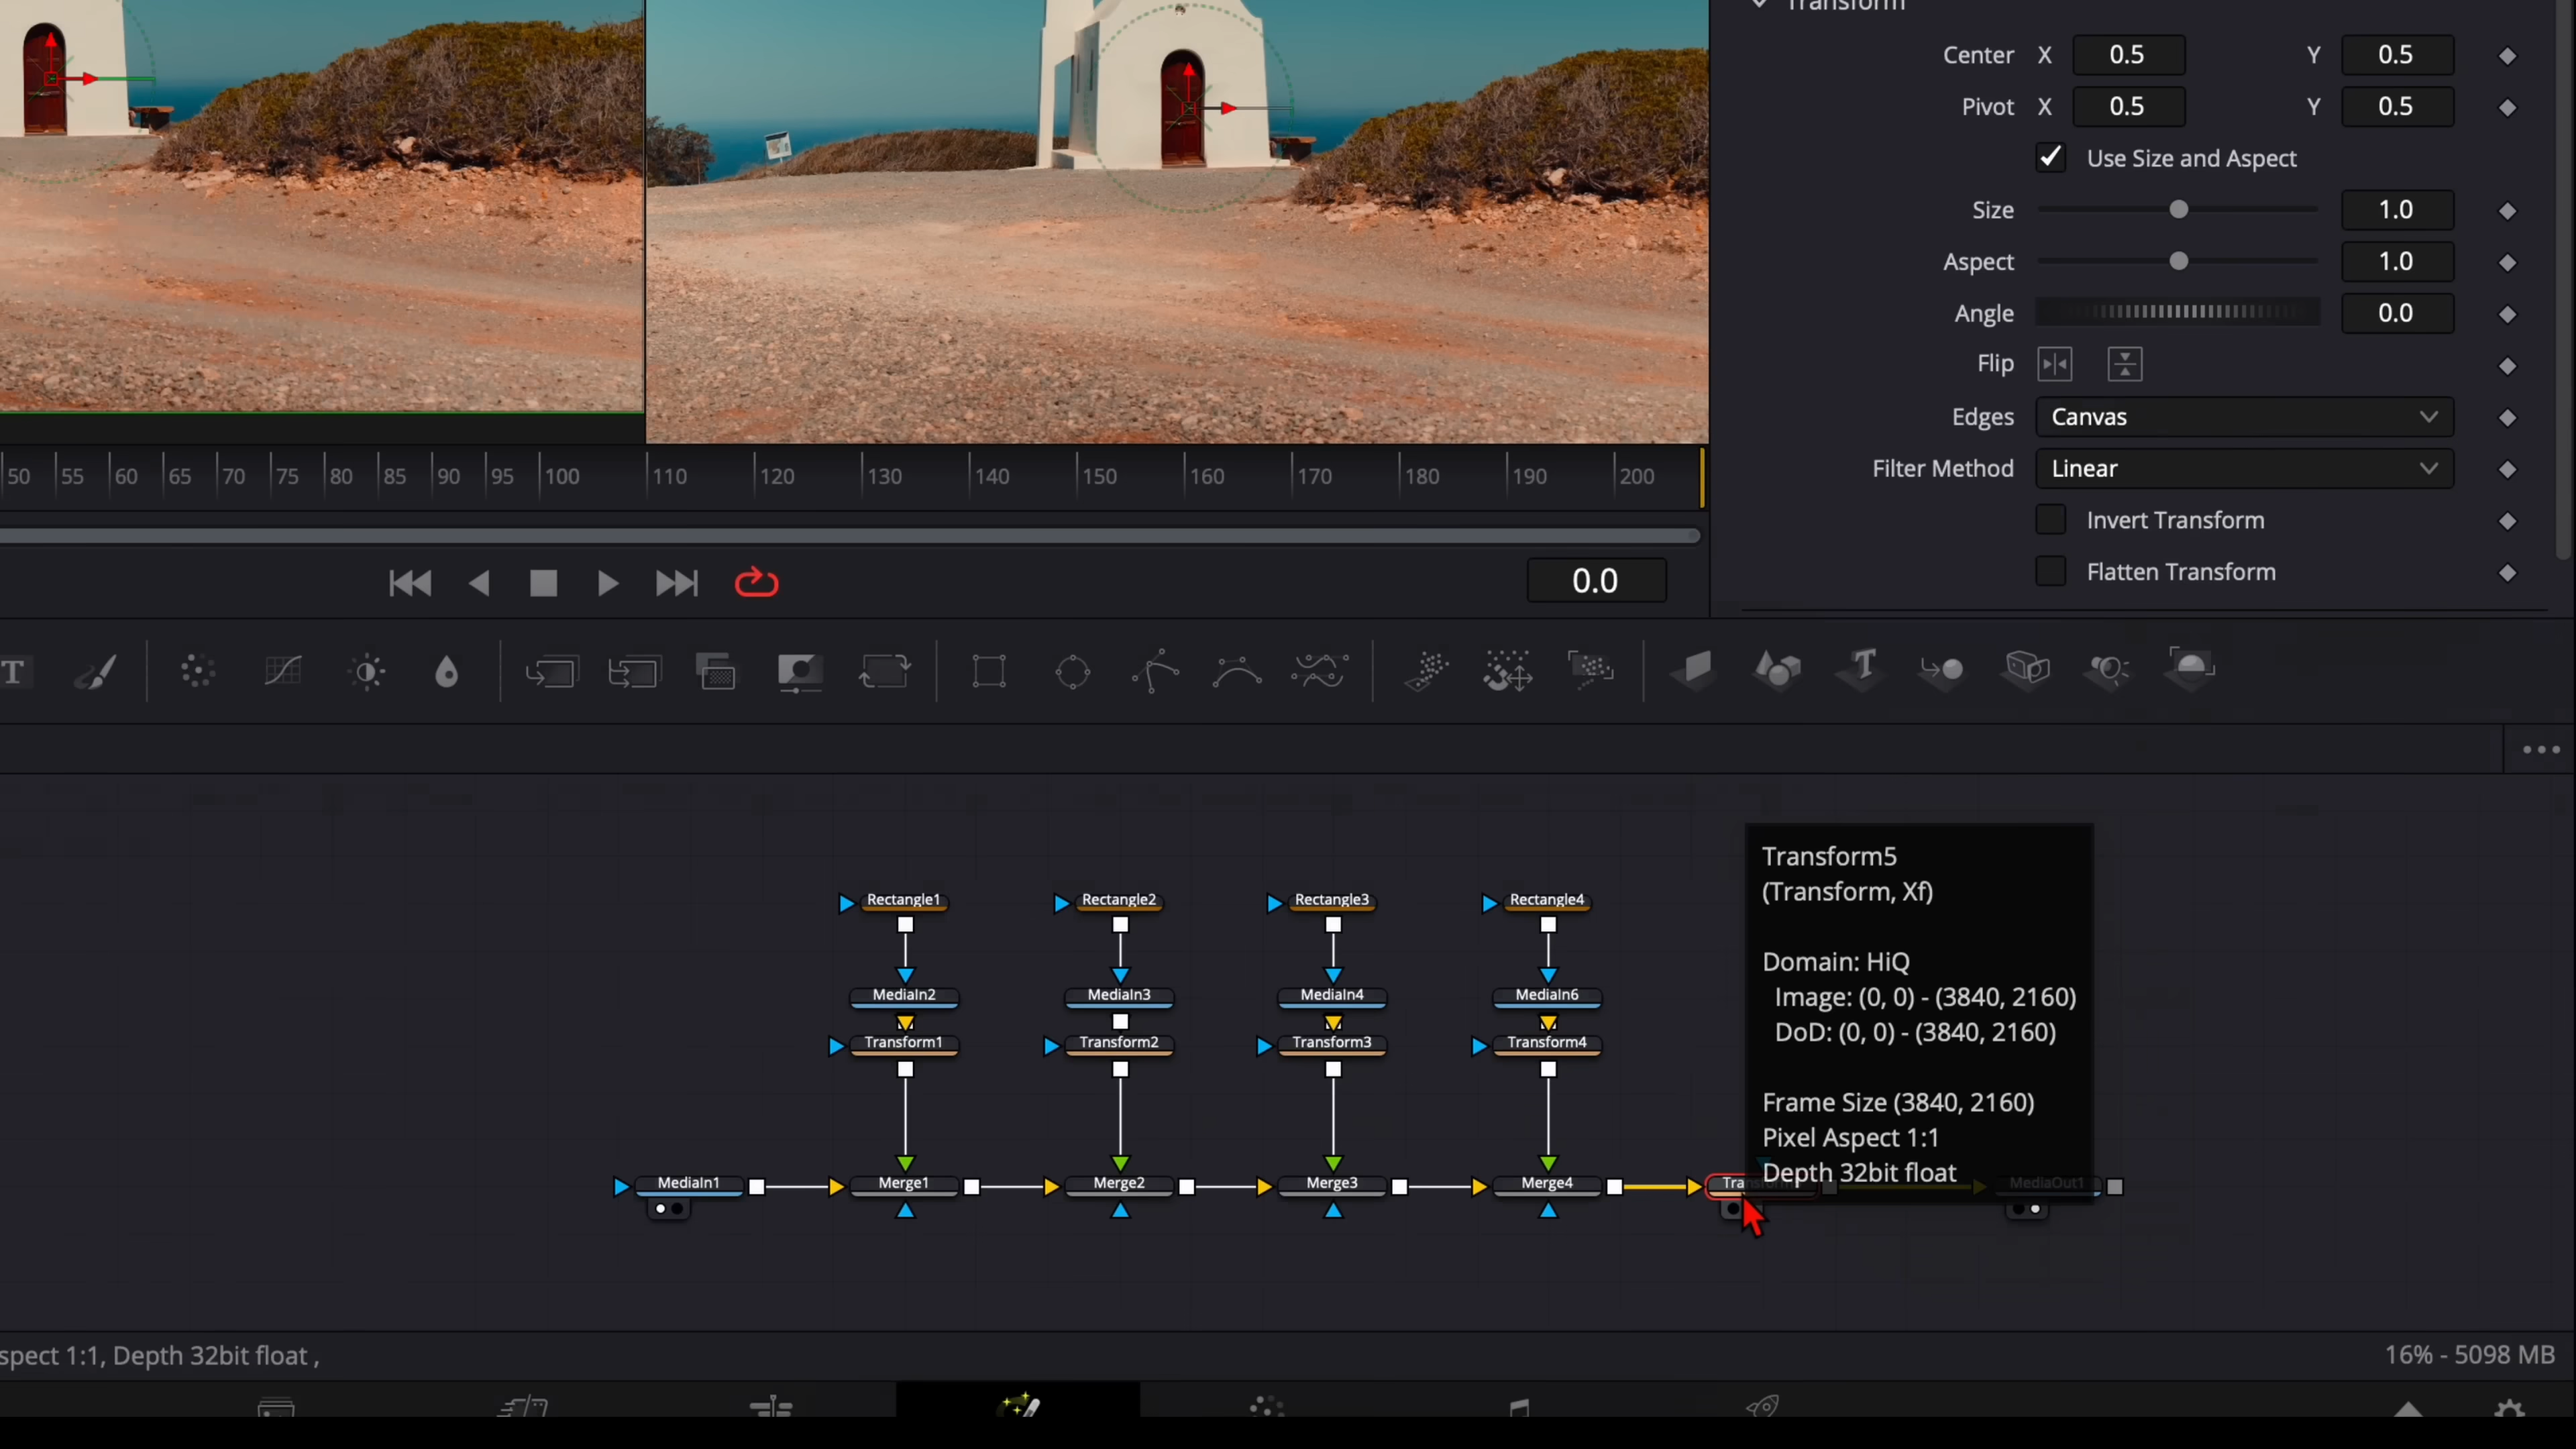 Transform
Center X 0.5 Y 0.5
Pivot X 0.5 Y 0.5
Use Size and Aspect
Size 1.0
Aspect 1.0
Angle 0.0
Flip
Edges Canvas
Filter Method Linear
Invert Transform
Flatten Transform
50 55 60 65 70 75 80 85 90 95 100 110 120 130 140 150 160 170 180 190 200
0.0
T
Rectangle1 Rectangle2 Rectangle3 Rectangle4
MediaIn2 MediaIn3 MediaIn4 MediaIn6
Transform1 Transform2 Transform3 Transform4
MediaIn1 Merge1 Merge2 Merge3 Merge4 MediaOut1
Transform5
(Transform, Xf)
Domain: HiQ
Image: (0, 0) - (3840, 2160)
DoD: (0, 0) - (3840, 2160)
Frame Size (3840, 2160)
Pixel Aspect 1:1
Depth 32bit float
spect 1:1, Depth 32bit float ,
16% - 5098 MB